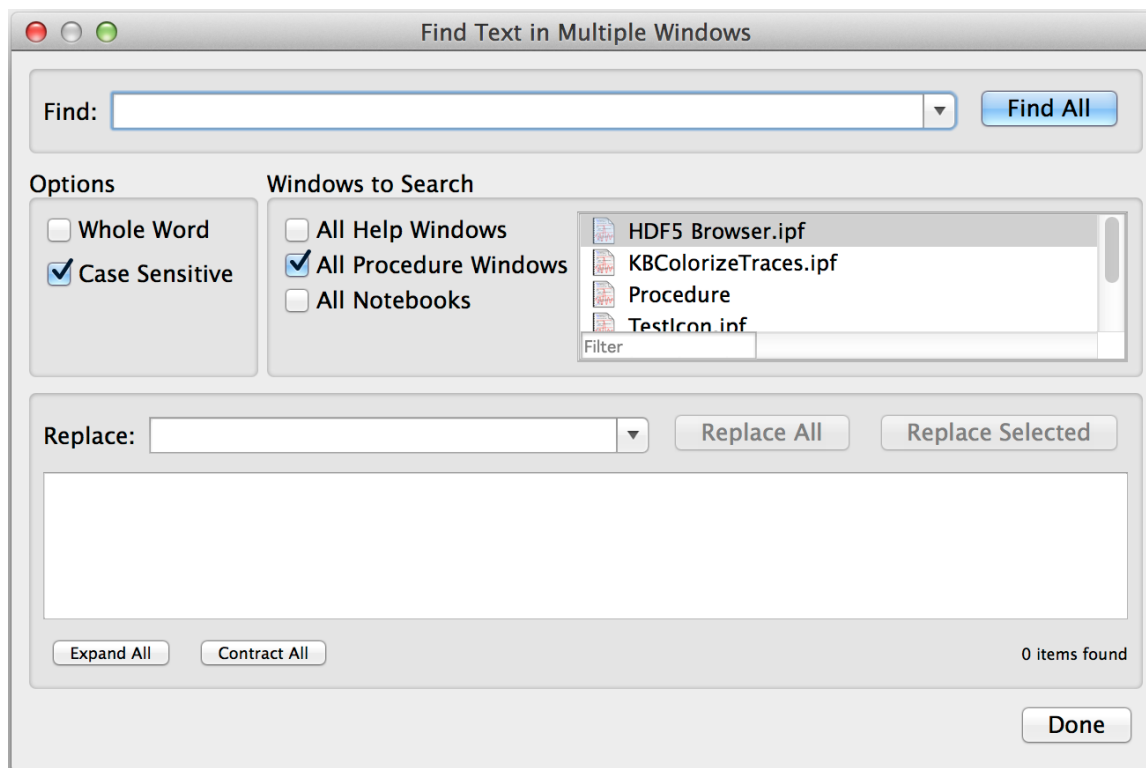 Find Text in Multiple Windows
Find:
Find All
Options
Windows to Search
Whole Word
Case Sensitive
All Help Windows
All Procedure Windows
All Notebooks
HDF5 Browser.ipf
KBColorizeTraces.ipf
Procedure
TestIcon.ipf
Filter
Replace:
Replace All
Replace Selected
Expand All
Contract All
0 items found
Done